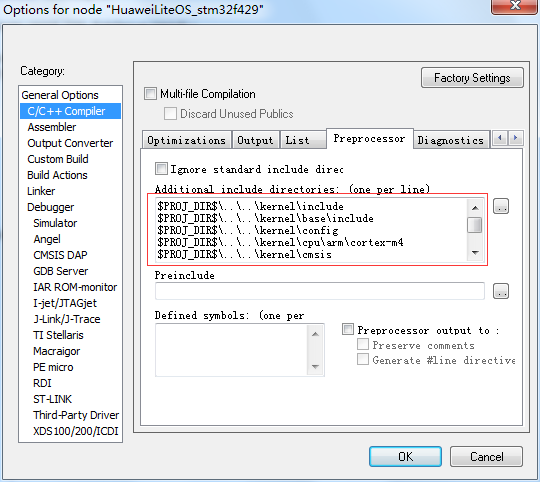 Options for node "HuaweiLiteOS_stm32f429"
Category:
General Options
C/C++ Compiler
Assembler
Output Converter
Custom Build
Build Actions
Linker
Debugger
Simulator
Angel
CMSIS DAP
GDB Server
IAR ROM-monitor
I-jet/JTAGjet
J-Link/J-Trace
TI Stellaris
Macraigor
PE micro
RDI
ST-LINK
Third-Party Driver
XDS100/200/ICDI
Factory Settings
Multi-file Compilation
Discard Unused Publics
Optimizations Output List Preprocessor Diagnostics
Ignore standard include direc
Additional include directories: (one per line)
$PROJ_DIR$\..\..\kernel\include
$PROJ_DIR$\..\..\kernel\base\include
$PROJ_DIR$\..\..\kernel\config
$PROJ_DIR$\..\..\kernel\cpu\arm\cortex-m4
$PROJ_DIR$\..\..\kernel\cmsis
...
Preinclude
...
Defined symbols: (one per
Preprocessor output to :
Preserve comments
Generate #line directive
OK Cancel